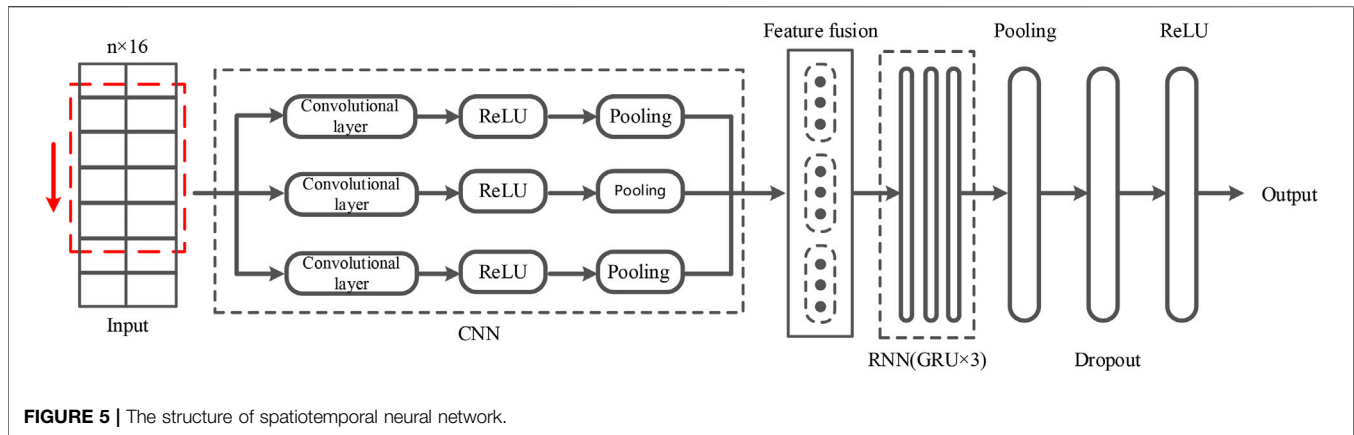 n×16
Input
Convolutional
layer
ReLU
Pooling
Convolutional
layer
ReLU
Pooling
Convolutional
layer
ReLU
Pooling
CNN
Feature fusion
RNN(GRU×3)
Pooling
Dropout
ReLU
Output
FIGURE 5 | The structure of spatiotemporal neural network.